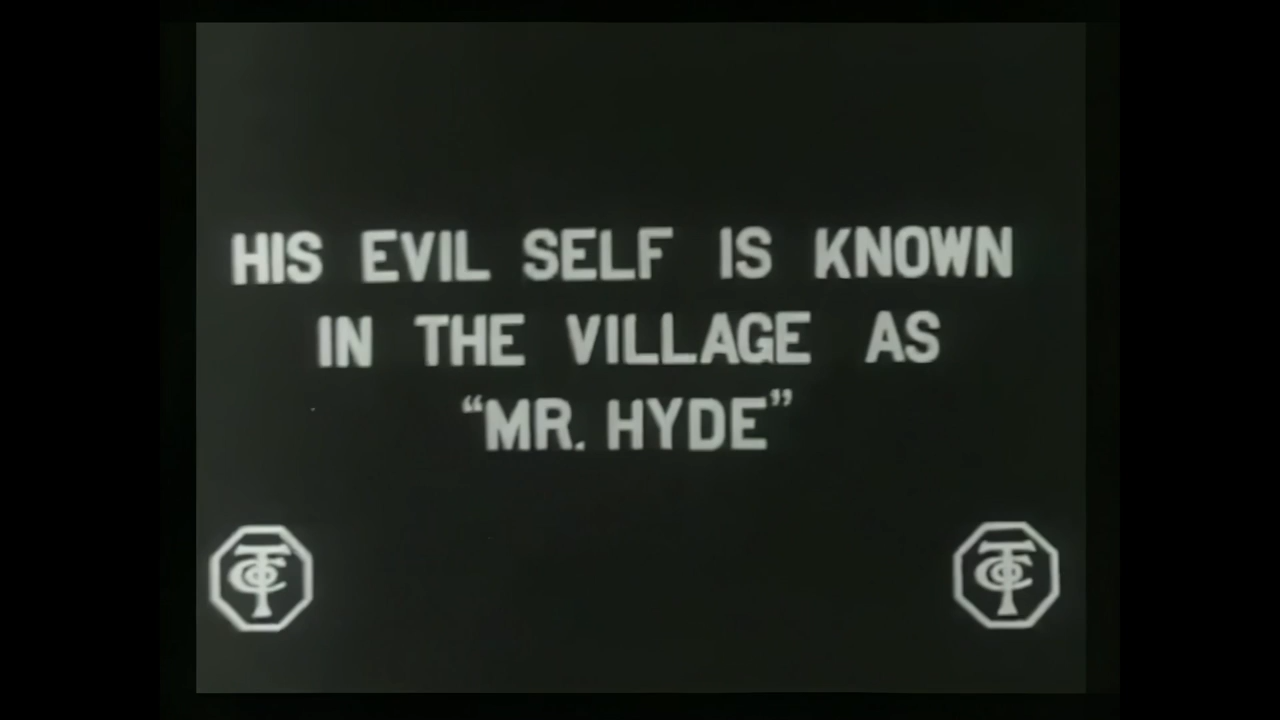 HIS EVIL SELF IS KNOWN
IN THE VILLAGE AS
“MR. HYDE”